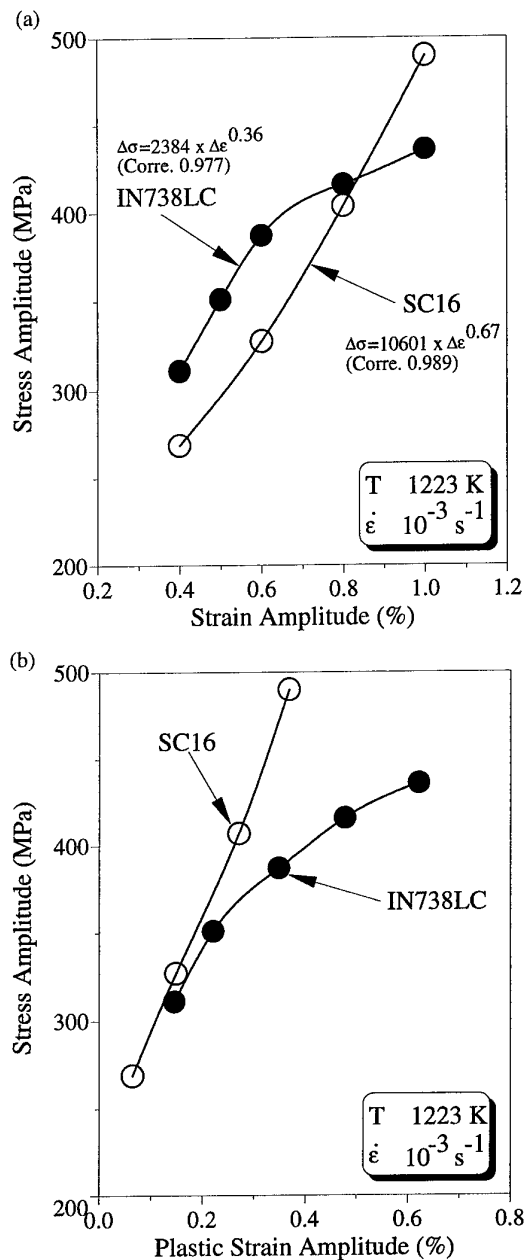 (a)
500
400
300
200
Stress Amplitude (MPa)
Δσ=2384 x Δε^0.36
(Corre. 0.977)
IN738LC
SC16
Δσ=10601 x Δε^0.67
(Corre. 0.989)
T 1223 K
ε̇ 10^-3 s^-1
0.2 0.4 0.6 0.8 1.0 1.2
Strain Amplitude (%)
(b)
500
400
300
200
Stress Amplitude (MPa)
SC16
IN738LC
T 1223 K
ε̇ 10^-3 s^-1
0.0 0.2 0.4 0.6 0.8
Plastic Strain Amplitude (%)